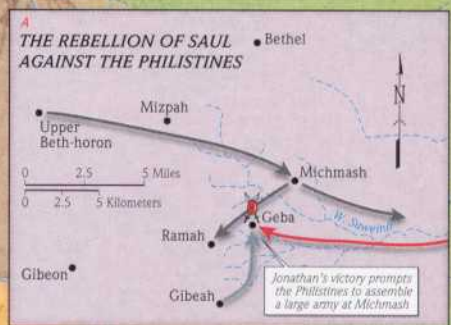 A
THE REBELLION OF SAUL
AGAINST THE PHILISTINES
Bethel
N
Mizpah
Upper
Beth-horon
Michmash
0 2.5 5 Miles
0 2.5 5 Kilometers
Geba
W. Suweinit
Ramah
Gibeon
Gibeah
Jonathan's victory prompts
the Philistines to assemble
a large army at Michmash